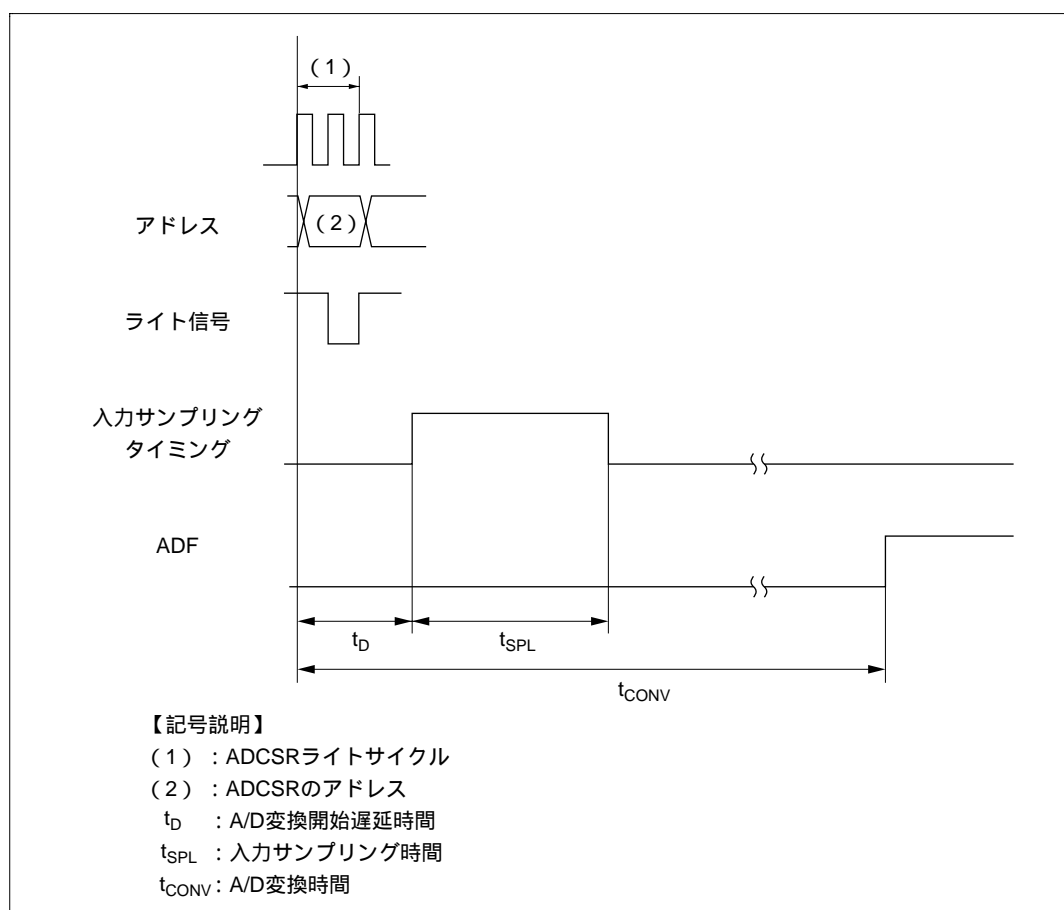 （1）
アドレス
（2）
ライト信号
入力サンプリング
タイミング
ADF
tD
tSPL
tCONV
【記号説明】
（1）：ADCSRライトサイクル
（2）：ADCSRのアドレス
tD ：A/D変換開始遅延時間
tSPL ：入力サンプリング時間
tCONV：A/D変換時間